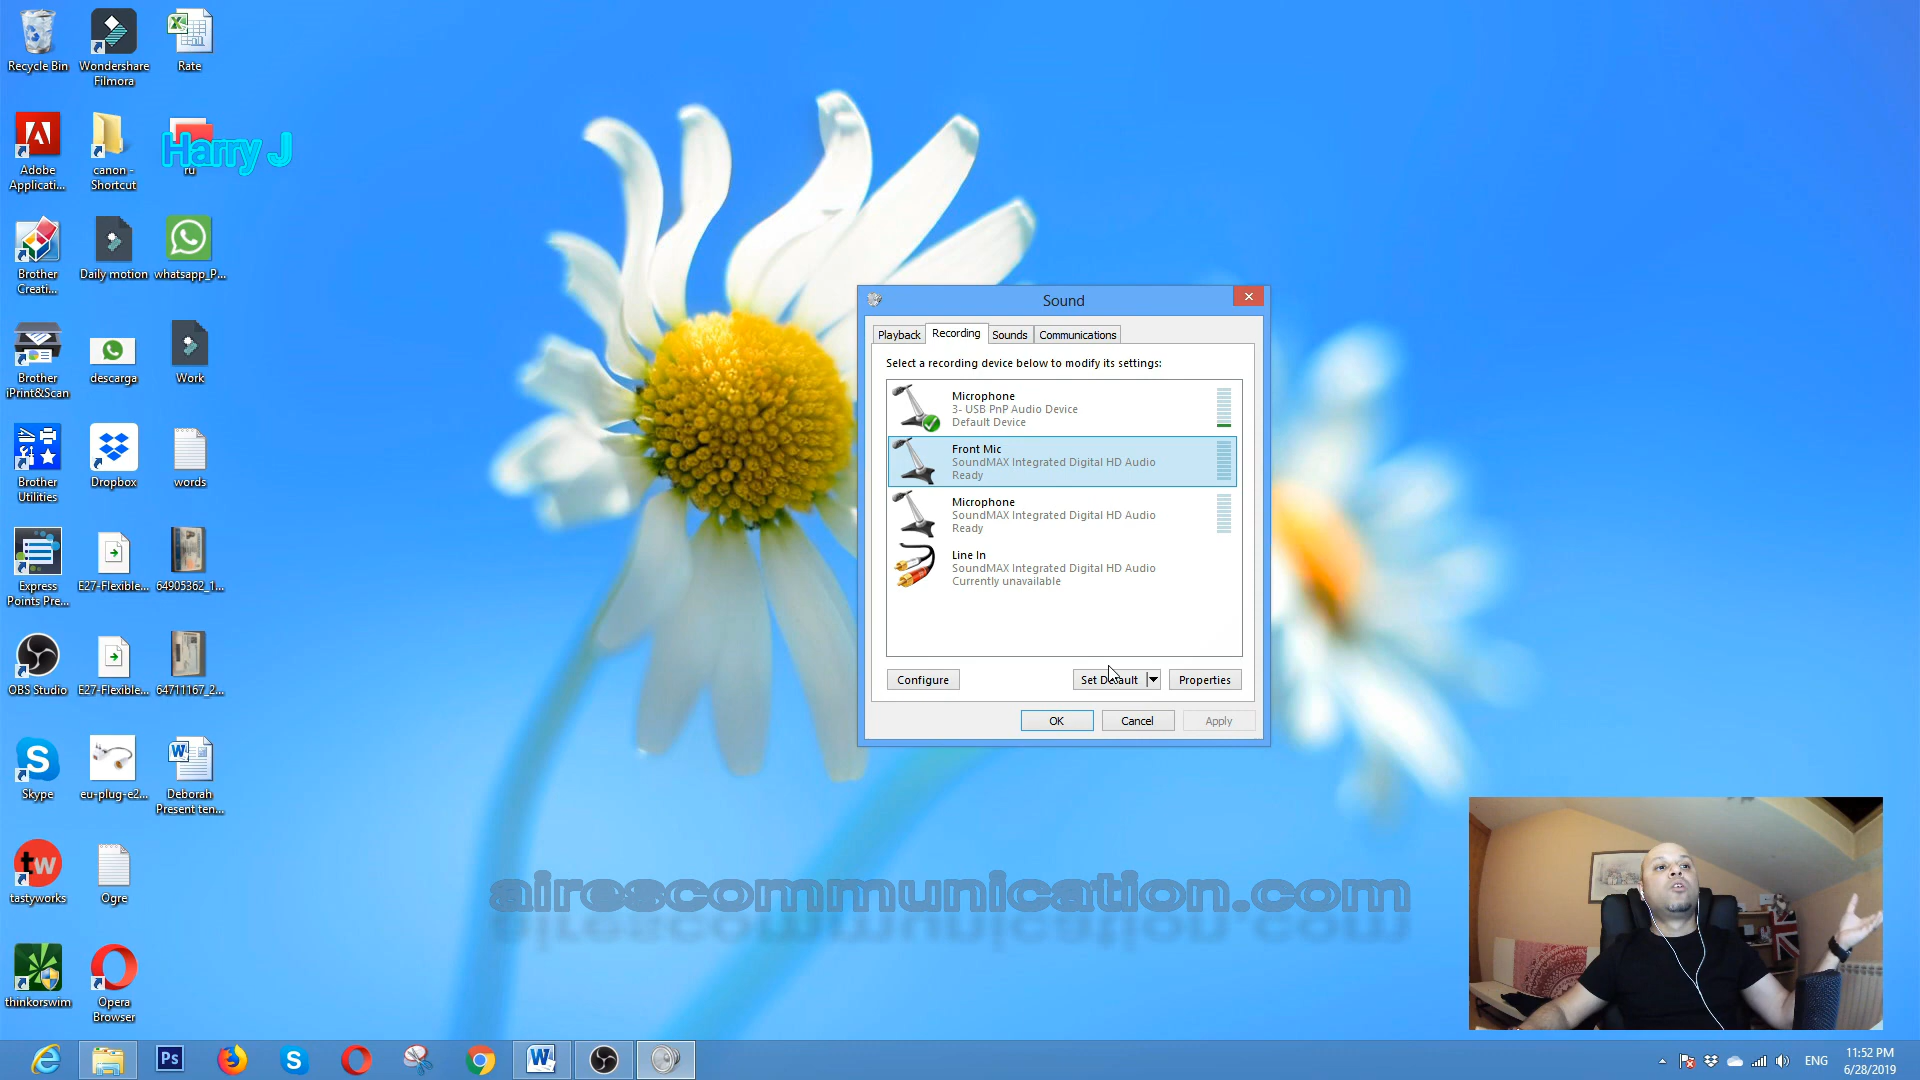 Recycle Bin
Wondershare
Filmora
Rate
Adobe
Applicati...
canon -
Shortcut
Harry J
ru
Brother
Creati...
Daily motion
whatsapp_P...
Brother
iPrint&Scan
descarga
Work
Brother
Utilities
Dropbox
words
Express
Points Pre...
E27-Flexible...
64905362_1...
OBS Studio
E27-Flexible...
64711167_2...
Skype
eu-plug-e2...
Deborah
Present ten...
tw
tastyworks
Ogre
thinkorswim
Opera
Browser
Sound
Playback
Recording
Sounds
Communications
Select a recording device below to modify its settings:
Microphone
3- USB PnP Audio Device
Default Device
Front Mic
SoundMAX Integrated Digital HD Audio
Ready
Microphone
SoundMAX Integrated Digital HD Audio
Ready
Line In
SoundMAX Integrated Digital HD Audio
Currently unavailable
Configure
Set Default
Properties
OK
Cancel
Apply
airescommunication.com
Ps
ENG
11:52 PM
6/28/2019